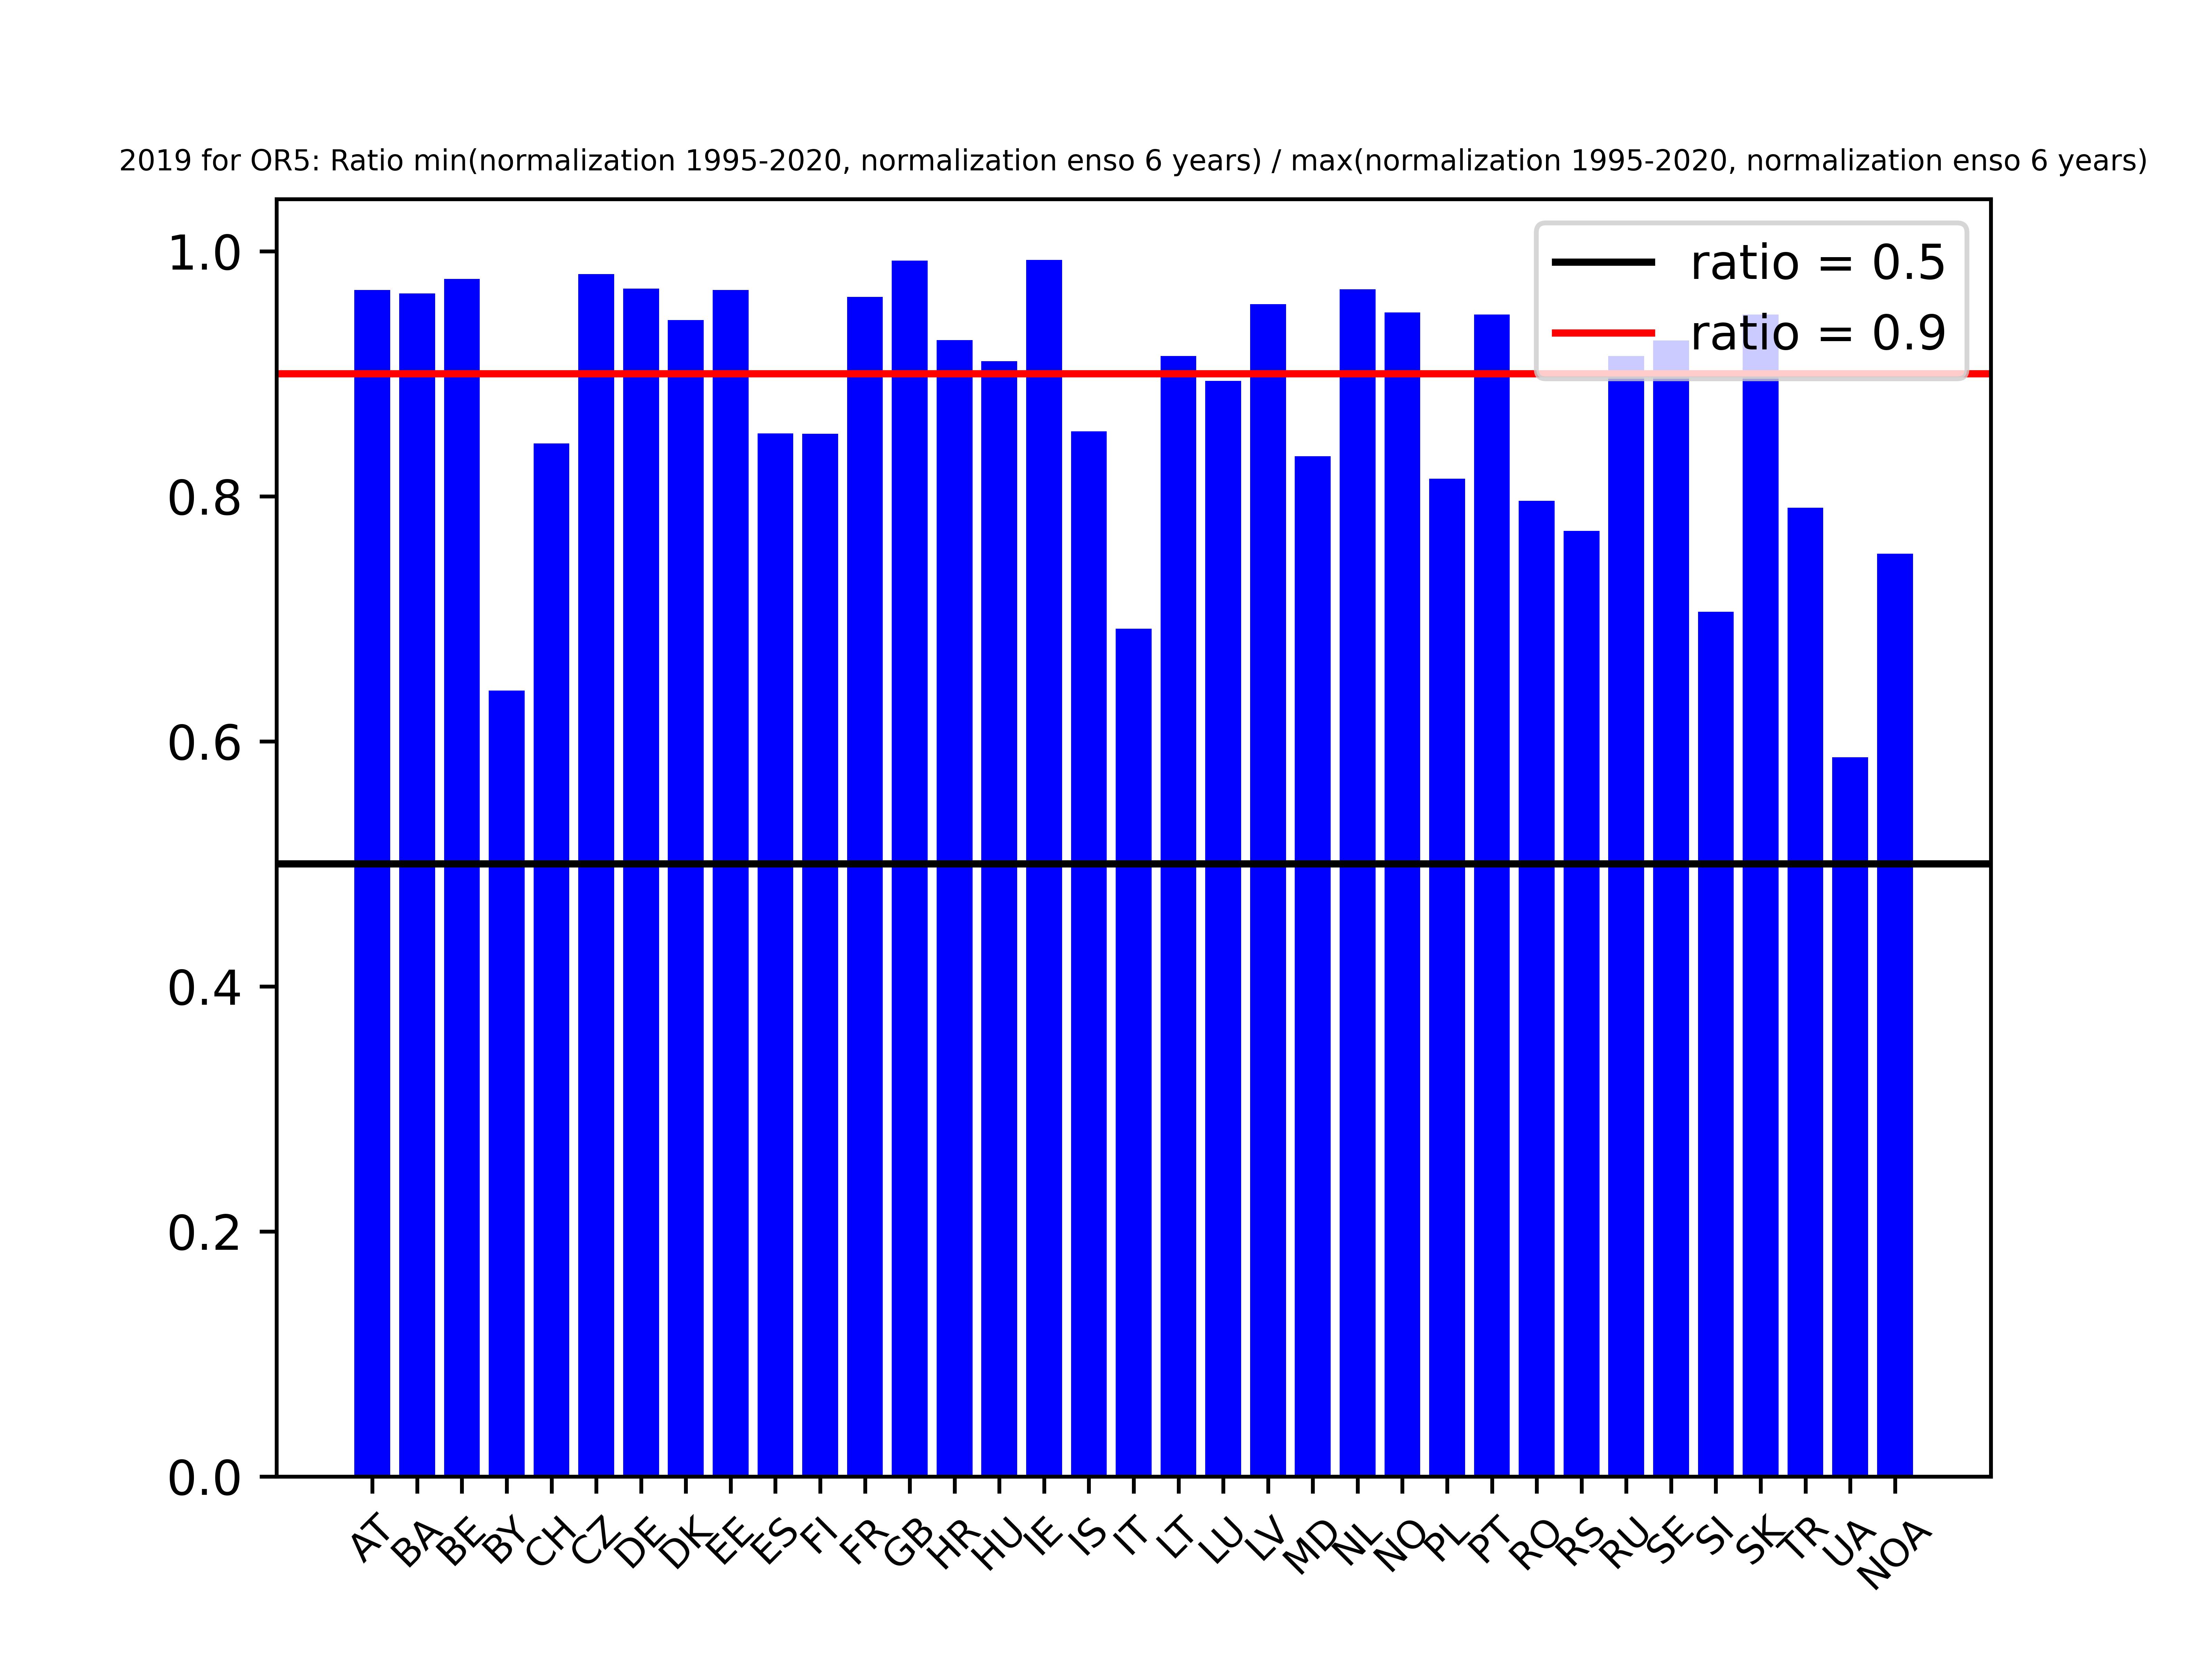 2019 for OR5: Ratio min(normalization 1995-2020, normalization enso 6 years) / max(normalization 1995-2020, normalization enso 6 years)
ratio = 0.5
ratio = 0.9
1.0
0.8
0.6
0.4
0.2
0.0
AT BA BE BY CH CZ DE DK EE ES FI FR GB HR HU IE IS IT LT LU LV MD NL NO PL PT RO RS RU SE SI SK TR UA NOA